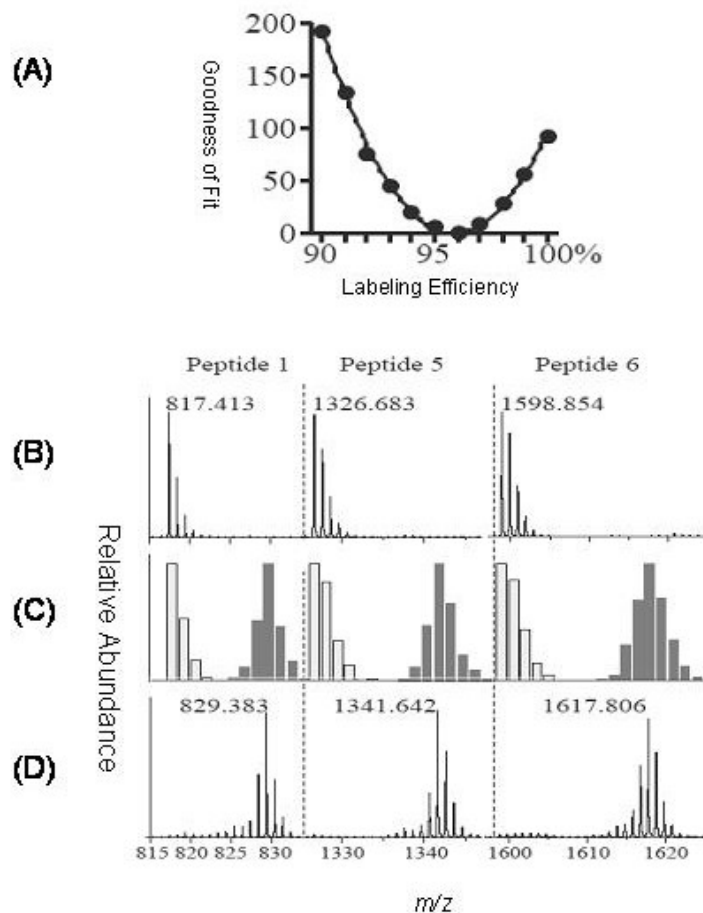 (A)
Goodness of Fit
200
150
100
50
0
90 95 100%
Labeling Efficiency
Peptide 1 Peptide 5 Peptide 6
(B)
817.413 1326.683 1598.854
(C)
Relative Abundance
(D)
829.383 1341.642 1617.806
815 820 825 830 1330 1340 1600 1610 1620
m/z